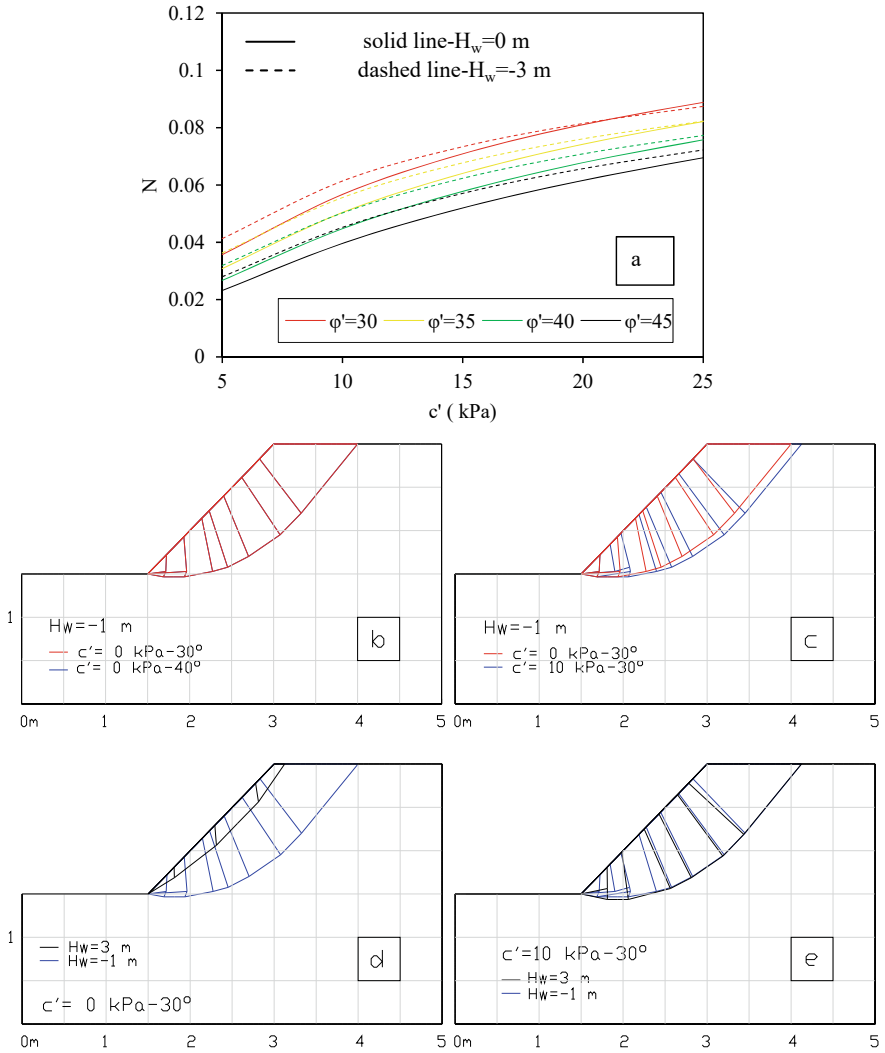 0.12
0.1
0.08
0.06
0.04
0.02
0
N
solid line-Hw=0 m
dashed line-Hw=-3 m
a
φ'=30 φ'=35 φ'=40 φ'=45
5 10 15 20 25
c' ( kPa)
1
Hw=-1 m
c'= 0 kPa-30°
c'= 0 kPa-40°
b
0m 1 2 3 4 5
Hw=-1 m
c'= 0 kPa-30°
c'= 10 kPa-30°
c
0m 1 2 3 4 5
1
Hw=3 m
Hw=-1 m
c'= 0 kPa-30°
d
0m 1 2 3 4 5
c'=10 kPa-30°
Hw=3 m
Hw=-1 m
e
0m 1 2 3 4 5